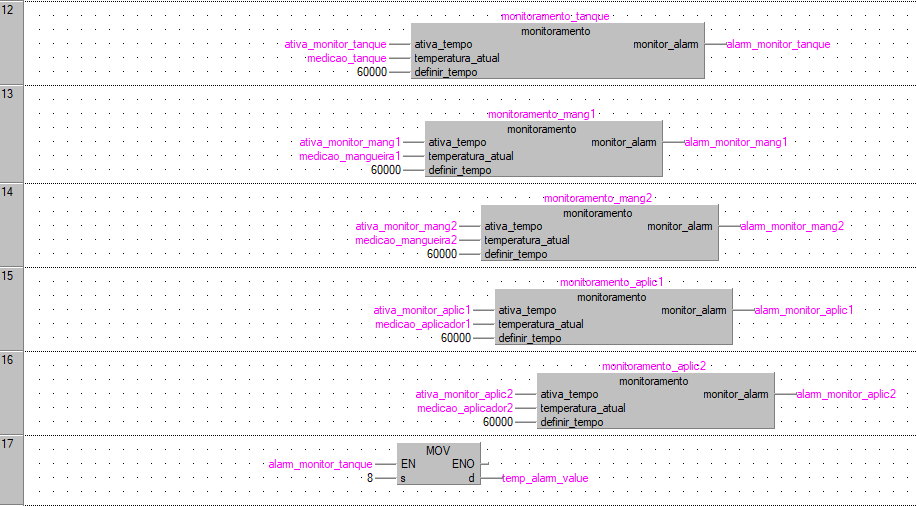 12
monitoramento_tanque
monitoramento
ativa_monitor_tanque ativa_tempo monitor_alarm alarm_monitor_tanque
medicao_tanque temperatura_atual
60000 definir_tempo
13
monitoramento_mang1
monitoramento
ativa_monitor_mang1 ativa_tempo monitor_alarm alarm_monitor_mang1
medicao_mangueira1 temperatura_atual
60000 definir_tempo
14
monitoramento_mang2
monitoramento
ativa_monitor_mang2 ativa_tempo monitor_alarm alarm_monitor_mang2
medicao_mangueira2 temperatura_atual
60000 definir_tempo
15
monitoramento_aplic1
monitoramento
ativa_monitor_aplic1 ativa_tempo monitor_alarm alarm_monitor_aplic1
medicao_aplicador1 temperatura_atual
60000 definir_tempo
16
monitoramento_aplic2
monitoramento
ativa_monitor_aplic2 ativa_tempo monitor_alarm alarm_monitor_aplic2
medicao_aplicador2 temperatura_atual
60000 definir_tempo
17
MOV
alarm_monitor_tanque EN ENO
8 s d temp_alarm_value